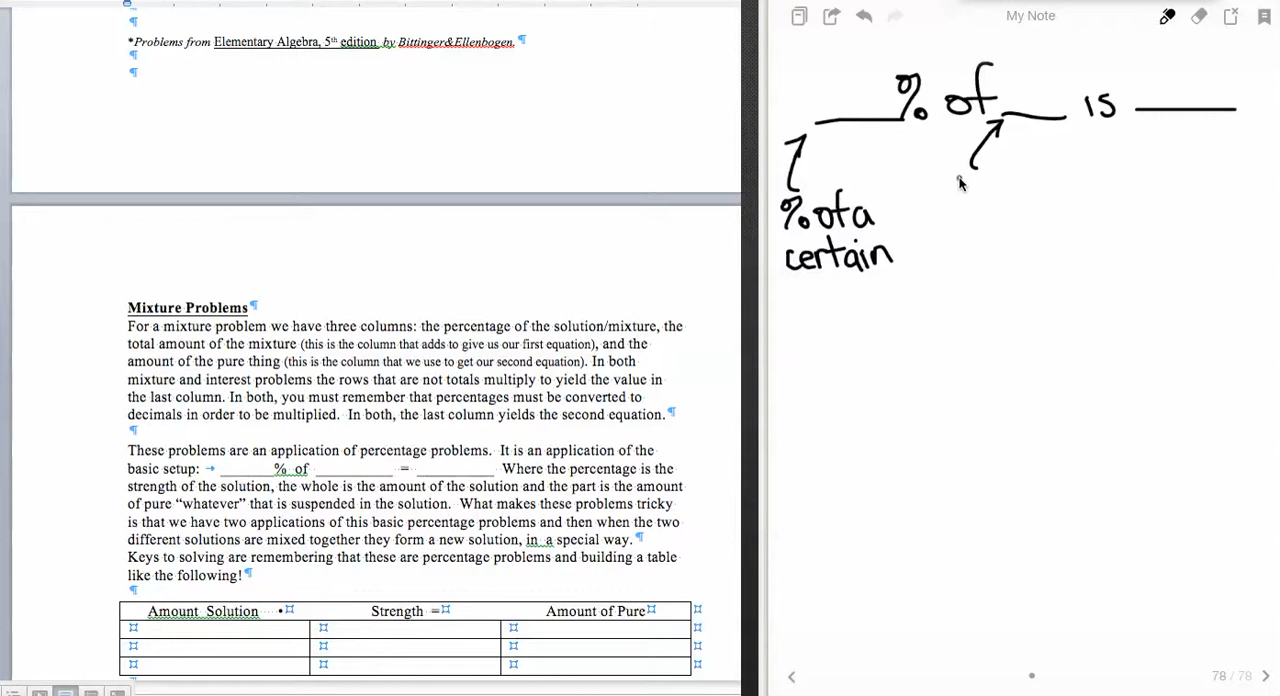 *Problems from Elementary Algebra, 5th edition by Bittinger&Ellenbogen.
Mixture Problems
For a mixture problem we have three columns: the percentage of the solution/mixture, the
total amount of the mixture (this is the column that adds to give us our first equation), and the
amount of the pure thing (this is the column that we use to get our second equation). In both
mixture and interest problems the rows that are not totals multiply to yield the value in
the last column. In both, you must remember that percentages must be converted to
decimals in order to be multiplied. In both, the last column yields the second equation.
These problems are an application of percentage problems. It is an application of the
basic setup: → ______% of ________ = ________ Where the percentage is the
strength of the solution, the whole is the amount of the solution and the part is the amount
of pure “whatever” that is suspended in the solution. What makes these problems tricky
is that we have two applications of this basic percentage problems and then when the two
different solutions are mixed together they form a new solution, in a special way.
Keys to solving are remembering that these are percentage problems and building a table
like the following!
Amount Solution • Strength = Amount of Pure
My Note
____% of ___ is ____
% of a
certain
78 / 78